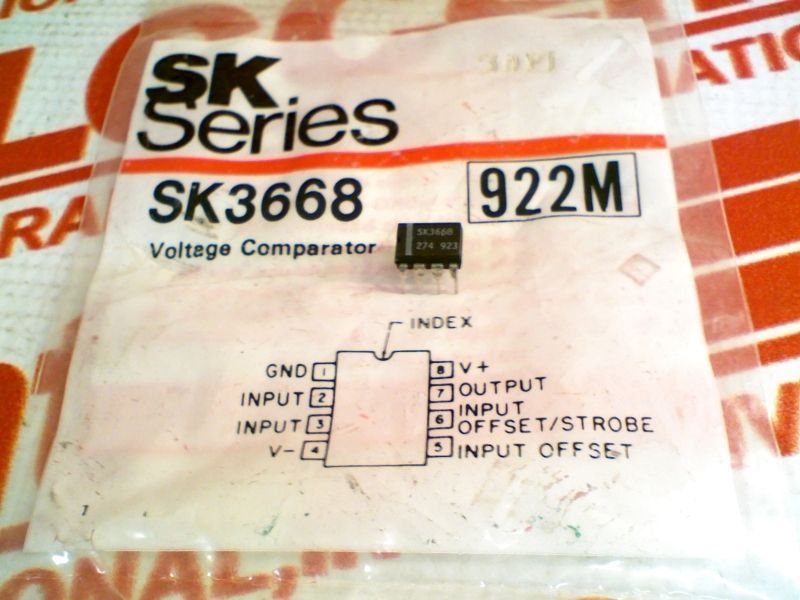 SK
Series
SK3668
922M
Voltage Comparator
SK3668
274 923
INDEX
GND 1
INPUT 2
INPUT 3
V- 4
8 V+
7 OUTPUT
6 INPUT OFFSET/STROBE
5 INPUT OFFSET